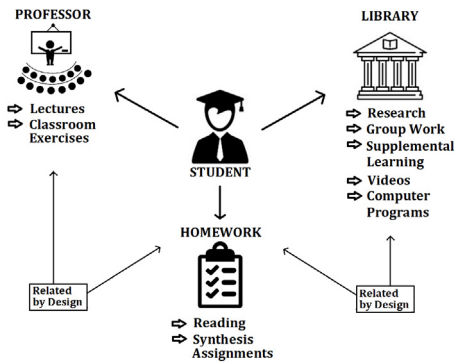 PROFESSOR
Lectures
Classroom
Exercises
LIBRARY
Research
Group Work
Supplemental
Learning
Videos
Computer
Programs
STUDENT
HOMEWORK
Reading
Synthesis
Assignments
Related
by Design
Related
by Design